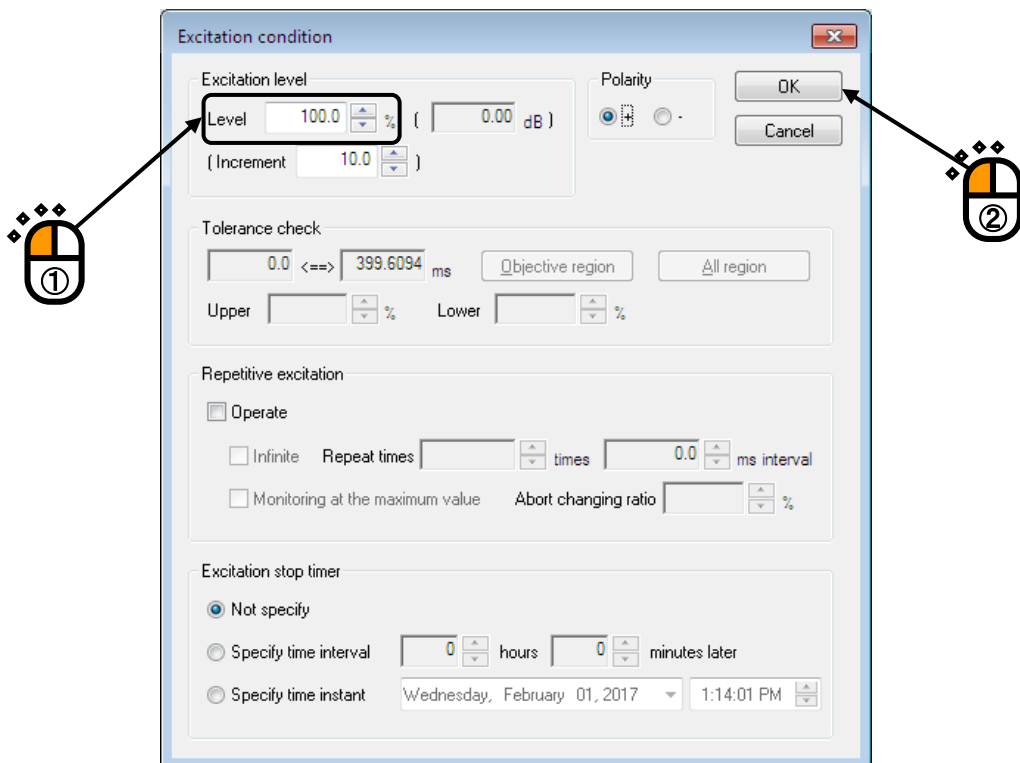 Excitation condition
Excitation level
Polarity
OK
Level 100.0 % ( 0.00 dB )
+ -
Cancel
( Increment 10.0 )
①
②
Tolerance check
0.0 <==> 399.6094 ms Objective region All region
Upper % Lower %
Repetitive excitation
Operate
Infinite Repeat times times 0.0 ms interval
Monitoring at the maximum value Abort changing ratio %
Excitation stop timer
Not specify
Specify time interval 0 hours 0 minutes later
Specify time instant Wednesday, February 01, 2017 1:14:01 PM